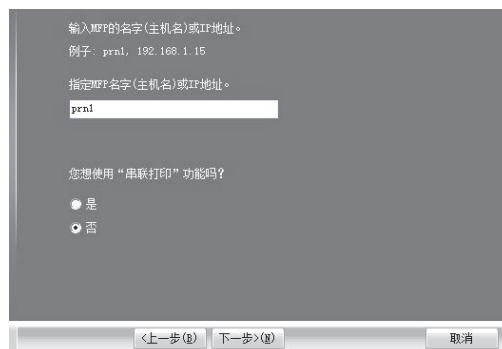 输入MFP的名字(主机名)或IP地址。
例子: prn1, 192.168.1.15
指定MFP名字(主机名)或IP地址。
prn1
您想使用“串联打印”功能吗?
是
否
<上一步(B) 下一步>(N) 取消